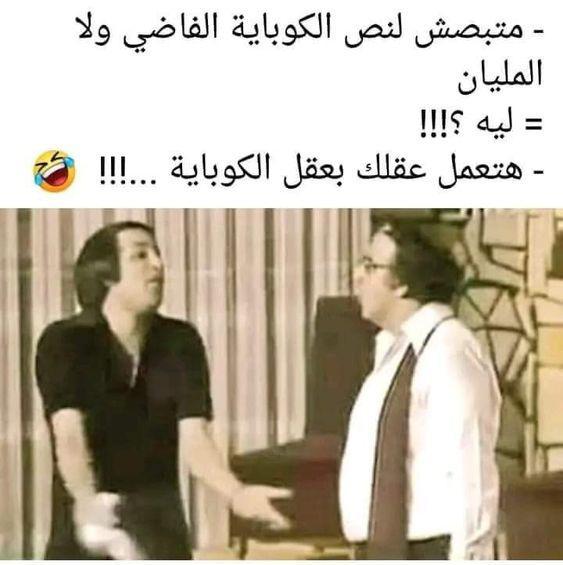 - متبصش لنص الكوباية الفاضي ولا
المليان
= ليه ؟!!!
- هتعمل عقلك بعقل الكوباية ...!!! 🤣